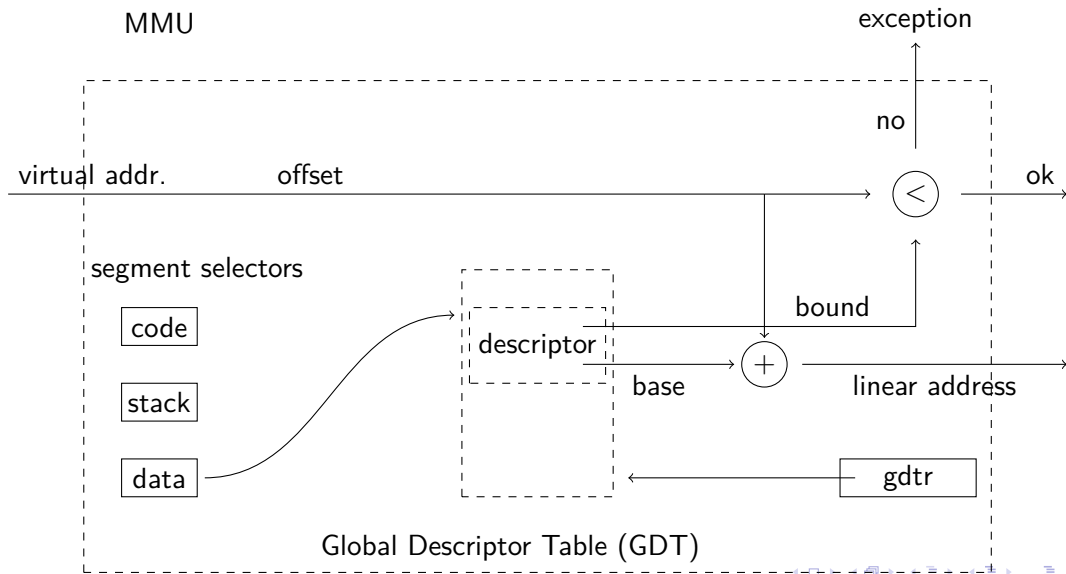 MMU
exception
no
virtual addr.
offset
<
ok
segment selectors
code
bound
descriptor
+
base
linear address
stack
data
gdtr
Global Descriptor Table (GDT)